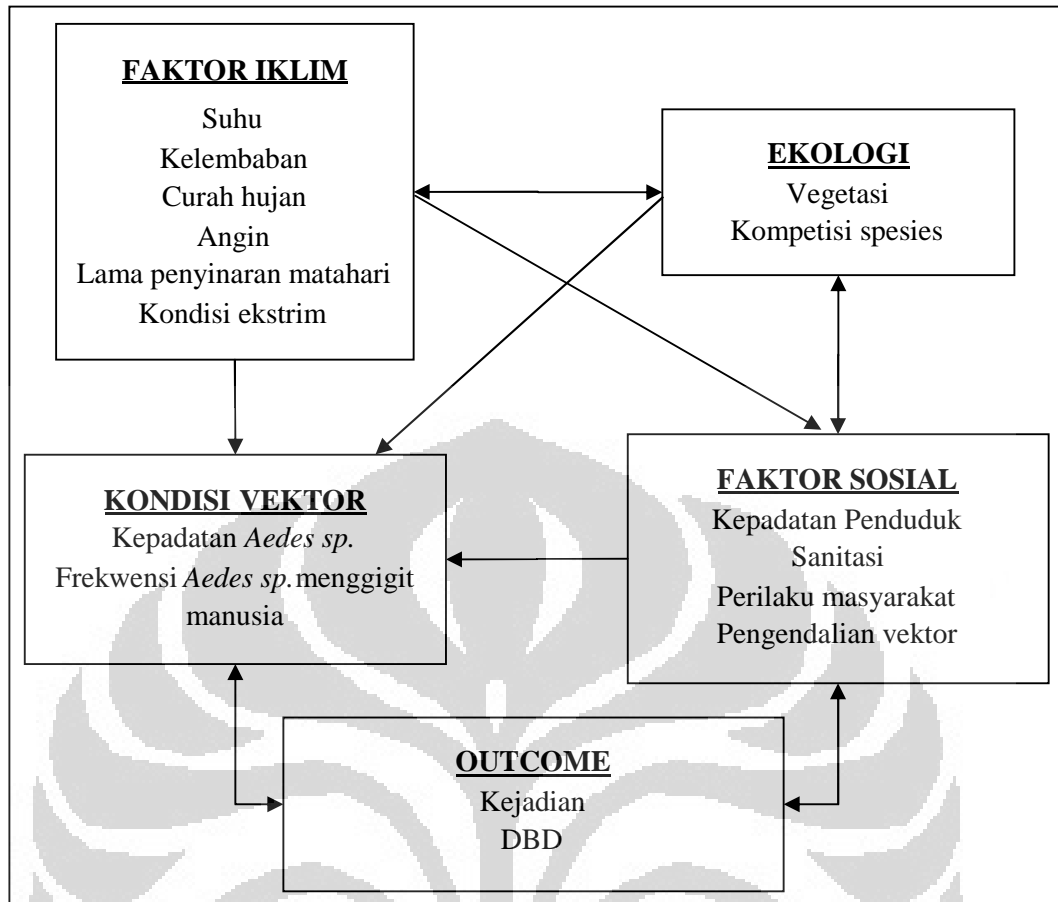 FAKTOR IKLIM
Suhu
Kelembaban
Curah hujan
Angin
Lama penyinaran matahari
Kondisi ekstrim
EKOLOGI
Vegetasi
Kompetisi spesies
KONDISI VEKTOR
Kepadatan Aedes sp.
Frekwensi Aedes sp. menggigit
manusia
FAKTOR SOSIAL
Kepadatan Penduduk
Sanitasi
Perilaku masyarakat
Pengendalian vektor
OUTCOME
Kejadian
DBD